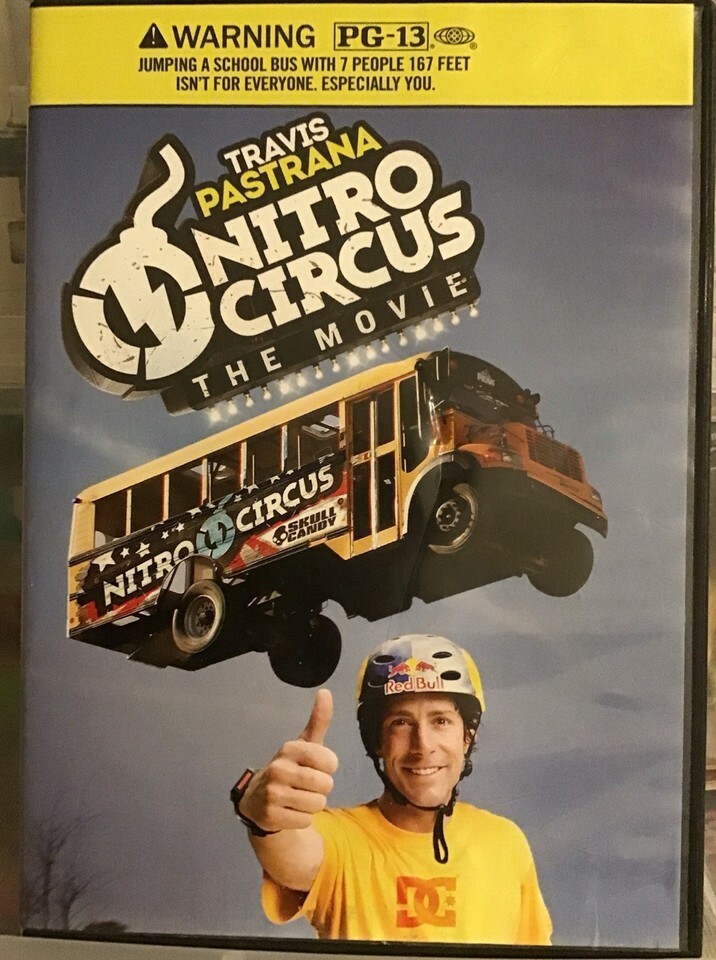 WARNING PG-13
JUMPING A SCHOOL BUS WITH 7 PEOPLE 167 FEET
ISN'T FOR EVERYONE. ESPECIALLY YOU.
TRAVIS
PASTRANA
NITRO
CIRCUS
THE MOVIE
NITRO CIRCUS
SKULL
CANDY
Red Bull
DC